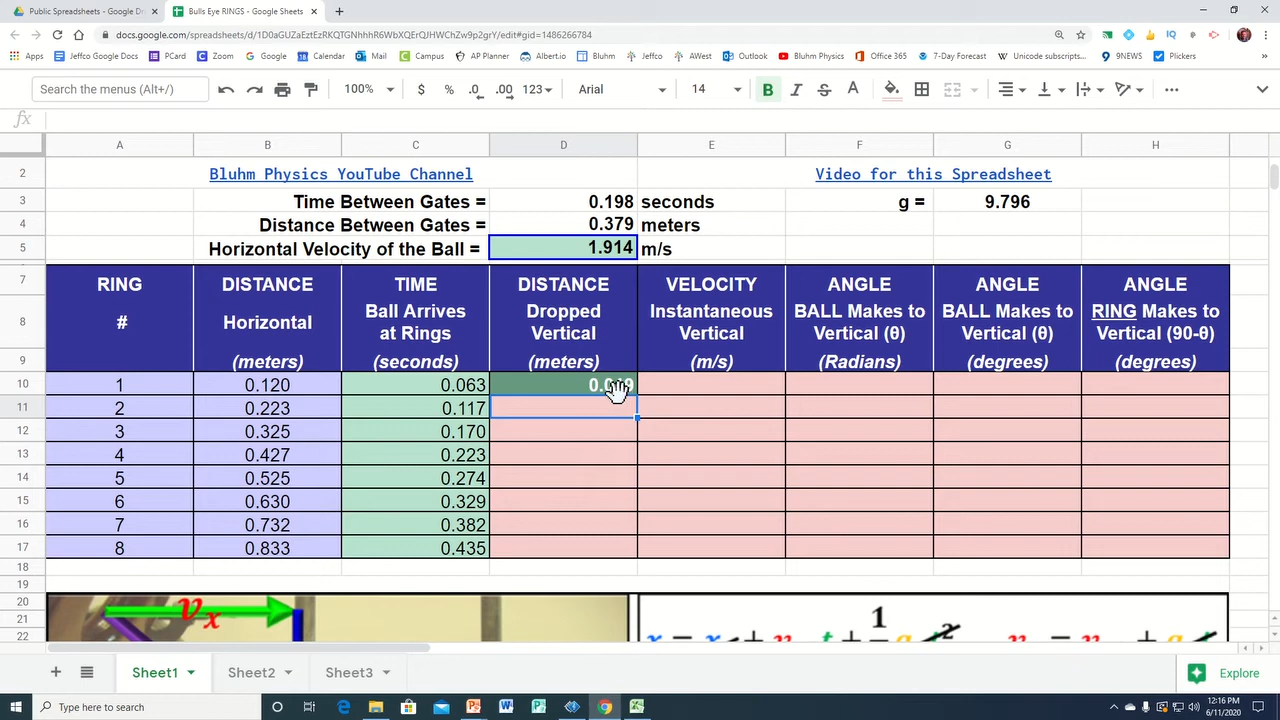 Public Spreadsheets - Google Dr
Bulls Eye RINGS - Google Sheets
docs.google.com/spreadsheets/d/1D0aGUZaEztEzRKQTGNhhhR6WbXQErQJHWChZw9p2grY/edit#gid=1486266784
Apps Jeffco Google Docs PCard Zoom Google Calendar Mail Campus AP Planner Albert.io Bluhm Jeffco AWest Outlook Bluhm Physics Office 365 7-Day Forecast Unicode subscripts... 9NEWS Plickers
Search the menus (Alt+/) 100% $ % .0 .00 123 Arial 14 B I S A
fx
A B C D E F G H
2 Bluhm Physics YouTube Channel Video for this Spreadsheet
3 Time Between Gates = 0.198 seconds g = 9.796
4 Distance Between Gates = 0.379 meters
5 Horizontal Velocity of the Ball = 1.914 m/s
7 RING DISTANCE TIME DISTANCE VELOCITY ANGLE ANGLE ANGLE
8 # Horizontal Ball Arrives at Rings Dropped Vertical Instantaneous Vertical BALL Makes to Vertical (θ) BALL Makes to Vertical (θ) RING Makes to Vertical (90-θ)
9 (meters) (seconds) (meters) (m/s) (Radians) (degrees) (degrees)
10 1 0.120 0.063
11 2 0.223 0.117
12 3 0.325 0.170
13 4 0.427 0.223
14 5 0.525 0.274
15 6 0.630 0.329
16 7 0.732 0.382
17 8 0.833 0.435
18
19
20
21
22
vx
1
Sheet1 Sheet2 Sheet3 Explore
Type here to search
12:16 PM
6/11/2020